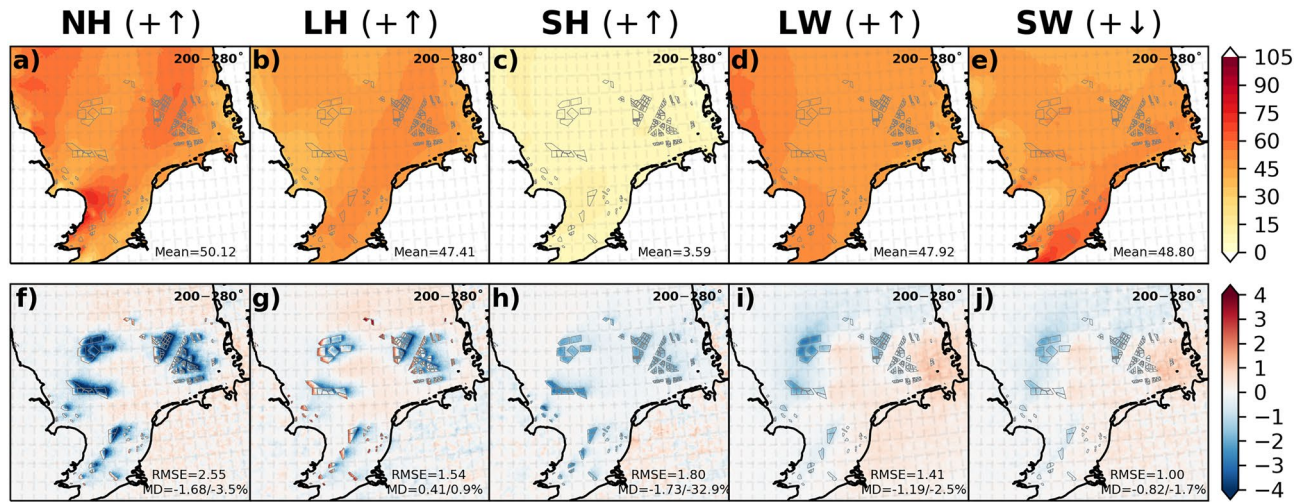 NH (+↑) LH (+↑) SH (+↑) LW (+↑) SW (+↓)
a) 200−280° b) 200−280° c) 200−280° d) 200−280° e) 200−280°
105
90
75
60
45
30
15
0
Mean=50.12 Mean=47.41 Mean=3.59 Mean=47.92 Mean=48.80
f) 200−280° g) 200−280° h) 200−280° i) 200−280° j) 200−280°
4
3
2
1
0
−1
−2
−3
−4
RMSE=2.55 RMSE=1.54 RMSE=1.80 RMSE=1.41 RMSE=1.00
MD=-1.68/-3.5% MD=0.41/0.9% MD=-1.73/-32.9% MD=-1.19/-2.5% MD=-0.82/-1.7%